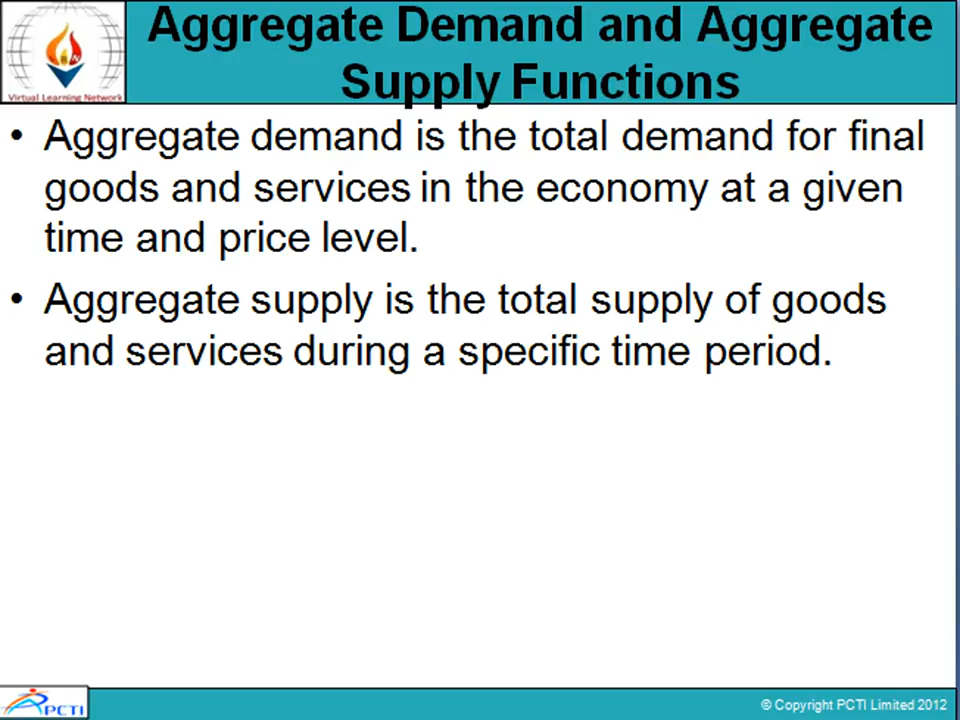 Aggregate Demand and Aggregate
Supply Functions
Virtual Learning Network
• Aggregate demand is the total demand for final
goods and services in the economy at a given
time and price level.
• Aggregate supply is the total supply of goods
and services during a specific time period.
PCTI
© Copyright PCTI Limited 2012